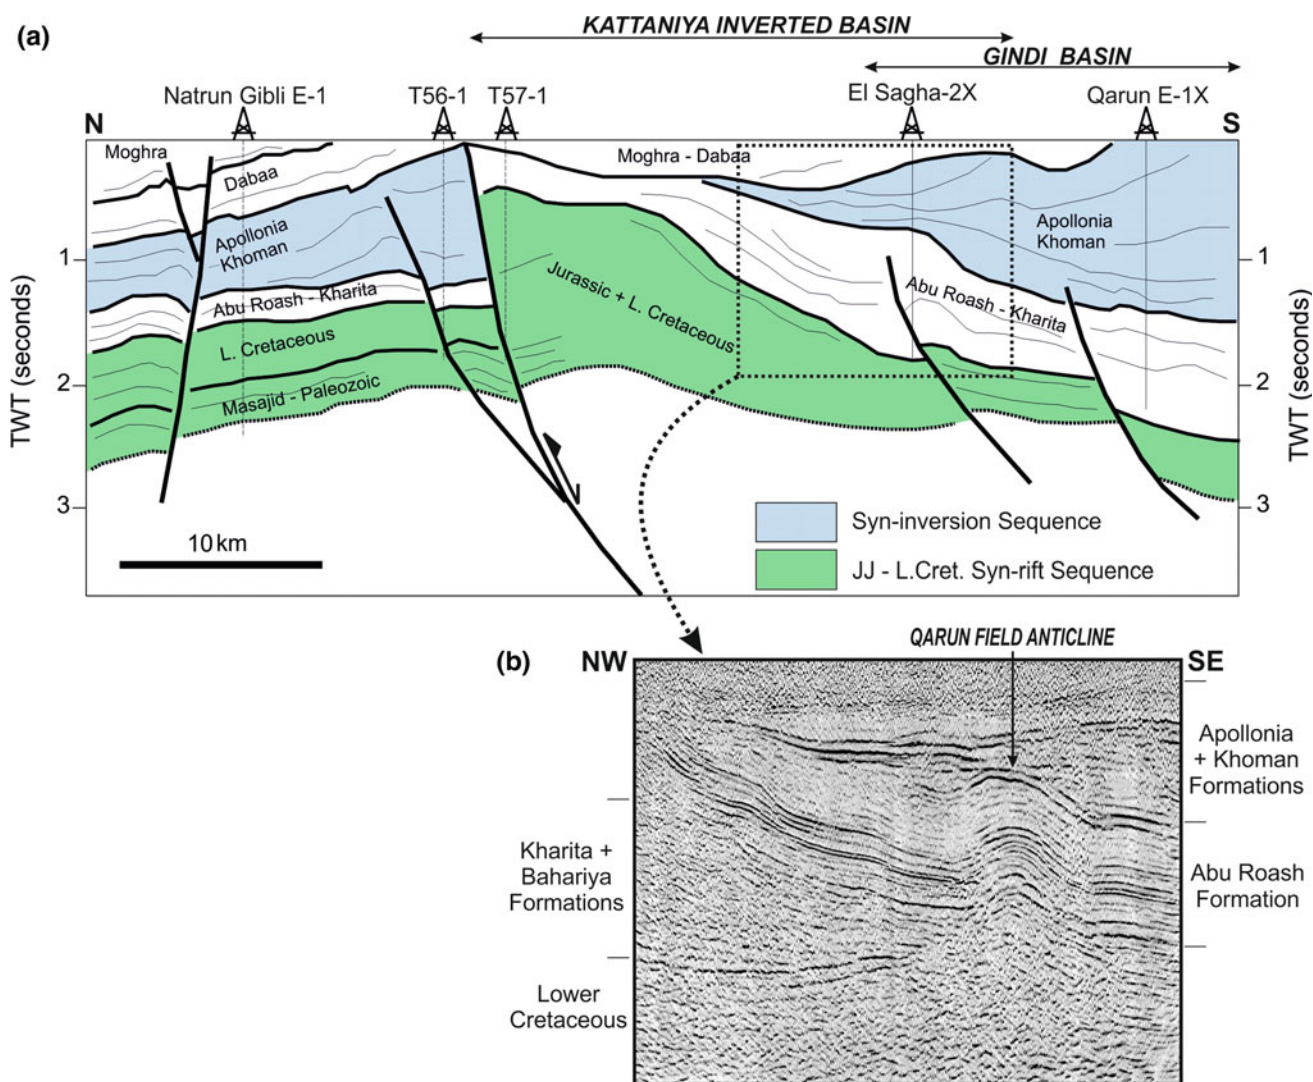 (a)
KATTANIYA INVERTED BASIN
GINDI BASIN
Natrun Gibli E-1
T56-1
T57-1
El Sagha-2X
Qarun E-1X
N
S
Moghra
Dabaa
Moghra - Dabaa
Apollonia
Khoman
Apollonia
Khoman
Abu Roash - Kharita
Abu Roash - Kharita
L. Cretaceous
Jurassic + L. Cretaceous
Masajid - Paleozoic
TWT (seconds)
1
2
3
TWT (seconds)
1
2
3
10 km
Syn-inversion Sequence
JJ - L.Cret. Syn-rift Sequence
(b)
NW
QARUN FIELD ANTICLINE
SE
Apollonia
+ Khoman
Formations
Kharita +
Bahariya
Formations
Abu Roash
Formation
Lower
Cretaceous